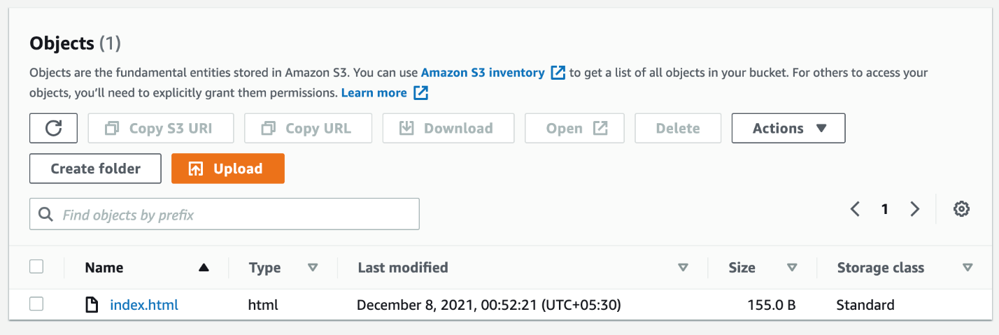 Objects (1)
Objects are the fundamental entities stored in Amazon S3. You can use Amazon S3 inventory to get a list of all objects in your bucket. For others to access your
objects, you'll need to explicitly grant them permissions. Learn more
Copy S3 URI Copy URL Download Open Delete Actions
Create folder Upload
Find objects by prefix 1
Name Type Last modified Size Storage class
index.html html December 8, 2021, 00:52:21 (UTC+05:30) 155.0 B Standard